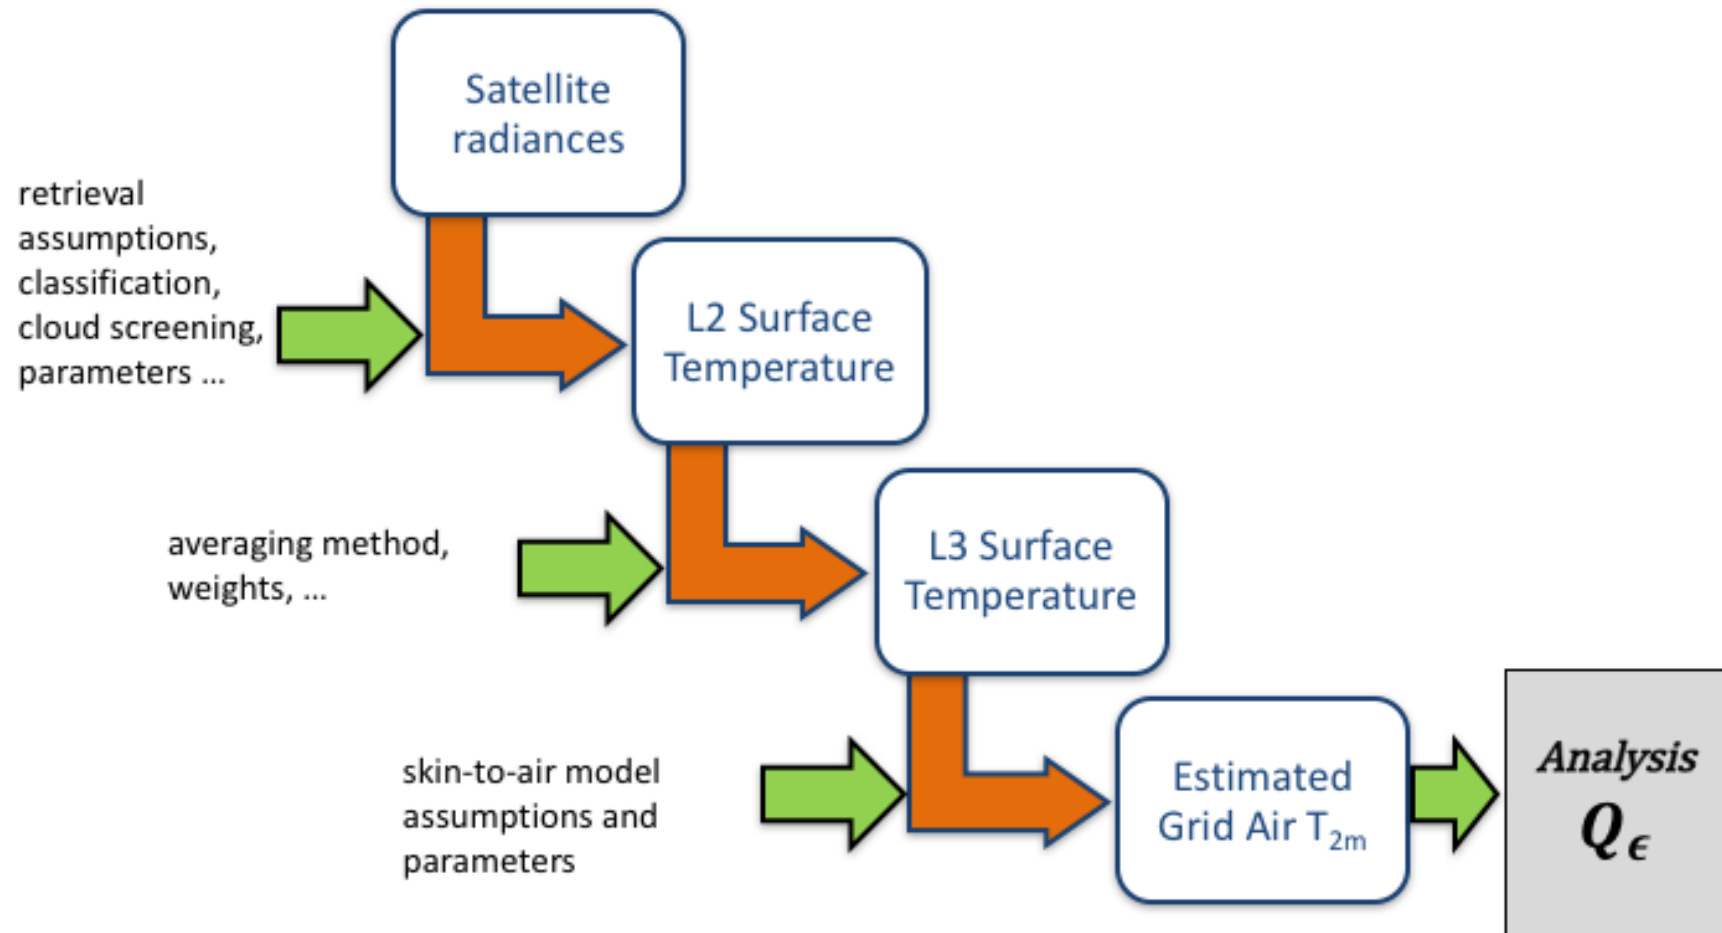 Satellite
radiances
retrieval
assumptions,
classification,
cloud screening,
parameters ...
L2 Surface
Temperature
averaging method,
weights, ...
L3 Surface
Temperature
skin-to-air model
assumptions and
parameters
Estimated
Grid Air T₂ₘ
Analysis
Q_ϵ